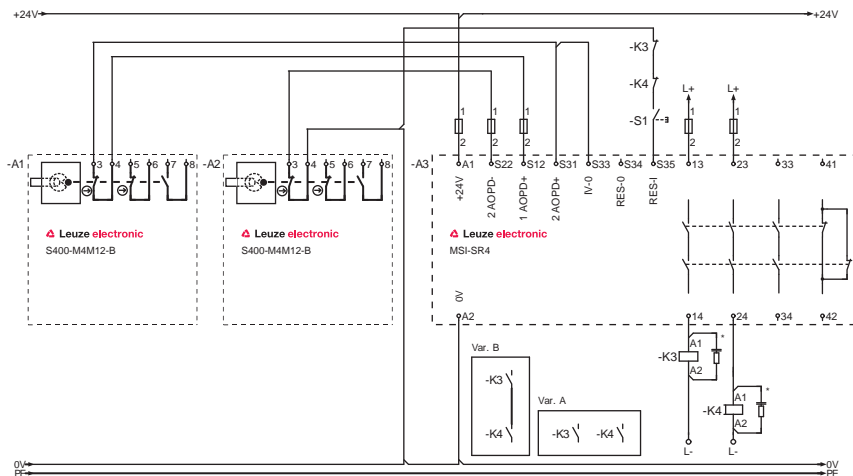 +24V +24V
-K3
-K4
L+ L+
-S1
1 1 1 1 1
2 2 2 2 2
-A1 3 4 5 6 7 8 -A2 3 4 5 6 7 8 -A3 A1 S22 S12 S31 S33 S34 S35 13 23 33 41
+24V
2 AOPD-
1 AOPD+
2 AOPD+
IV-0
RES-0
RES-I
Leuze electronic Leuze electronic Leuze electronic
S400-M4M12-B S400-M4M12-B MSI-SR4
0V
A2 14 24 34 42
Var. B
-K3
-K4
Var. A
-K3 -K4
-K3 A1 A2 *
-K4 A1 A2 *
L- L-
0V 0V
PE PE